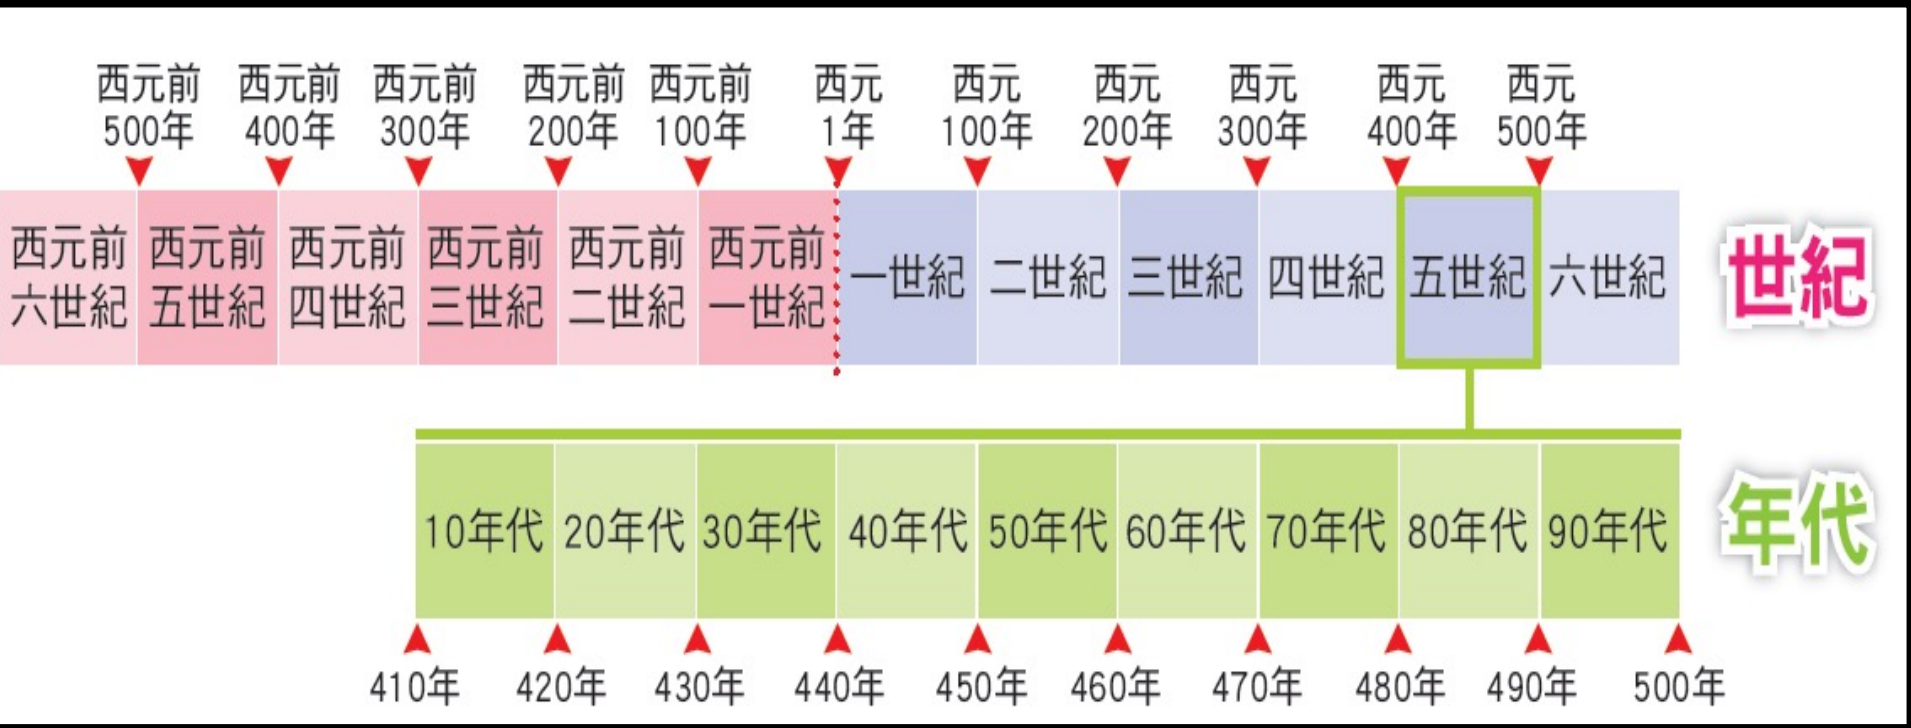 西元前 西元前 西元前 西元前 西元前 西元 西元 西元 西元 西元 西元
500年 400年 300年 200年 100年 1年 100年 200年 300年 400年 500年
西元前 西元前 西元前 西元前 西元前 西元前
六世紀 五世紀 四世紀 三世紀 二世紀 一世紀
一世紀 二世紀 三世紀 四世紀 五世紀 六世紀
世紀
10年代 20年代 30年代 40年代 50年代 60年代 70年代 80年代 90年代
年代
410年 420年 430年 440年 450年 460年 470年 480年 490年 500年